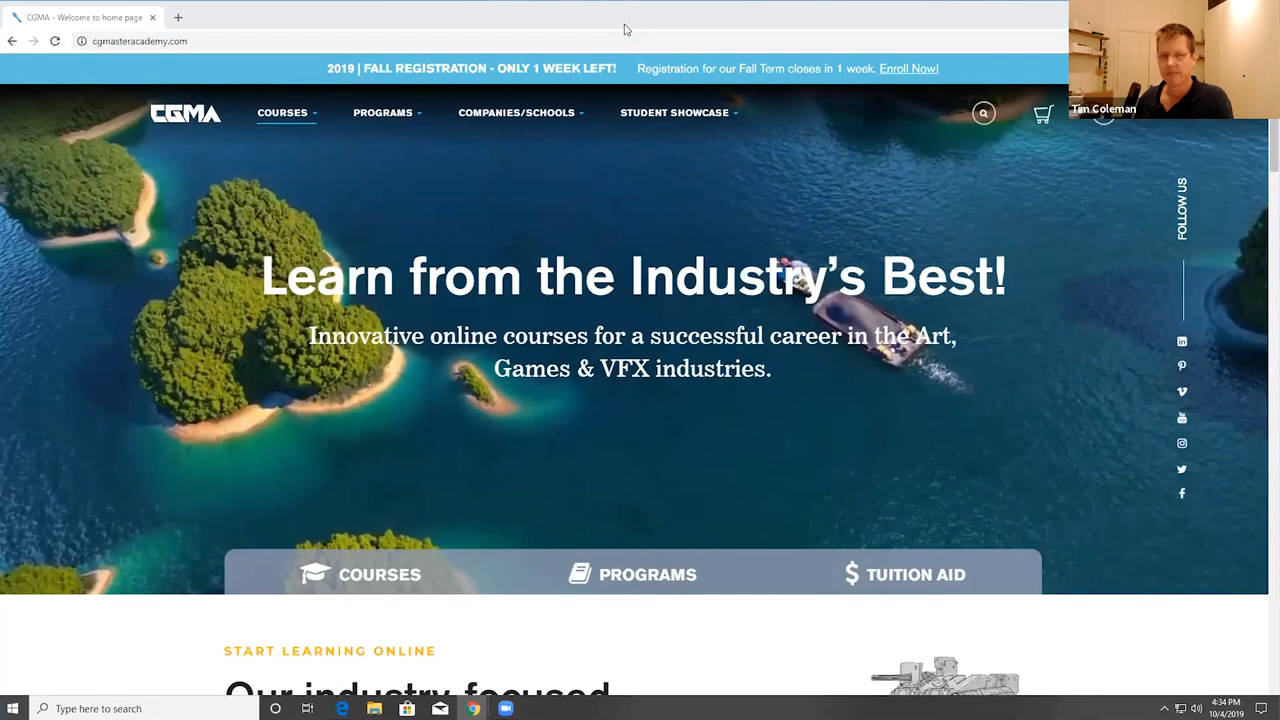 CGMA - Welcome to home page
cgmasteracademy.com
2019 | FALL REGISTRATION - ONLY 1 WEEK LEFT! Registration for our Fall Term closes in 1 week. Enroll Now!
Tim Coleman
CGMA COURSES PROGRAMS COMPANIES/SCHOOLS STUDENT SHOWCASE
FOLLOW US
Learn from the Industry's Best!
Innovative online courses for a successful career in the Art,
Games & VFX industries.
COURSES PROGRAMS $ TUITION AID
START LEARNING ONLINE
Our industry-focused
Type here to search
4:34 PM
10/4/2019